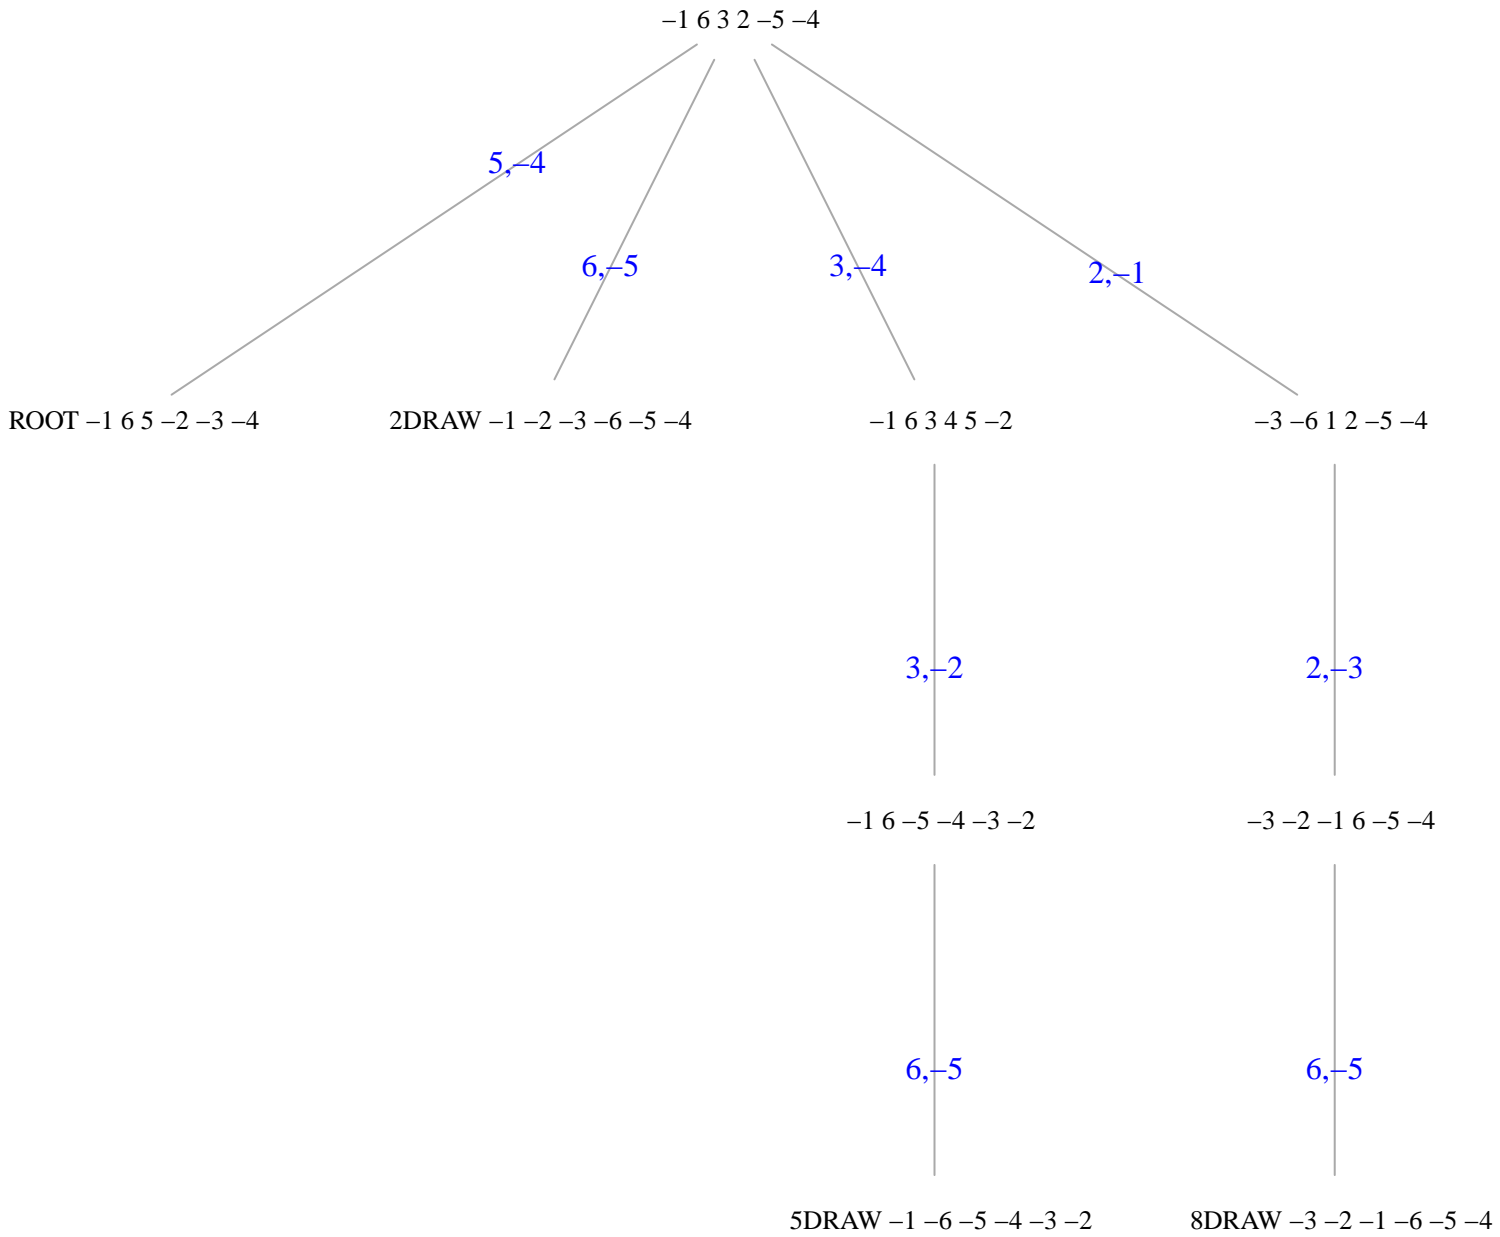 –1 6 3 2 –5 –4
5,–4
6,–5
3,–4
2,–1
ROOT –1 6 5 –2 –3 –4
2DRAW –1 –2 –3 –6 –5 –4
–1 6 3 4 5 –2
–3 –6 1 2 –5 –4
3,–2
2,–3
–1 6 –5 –4 –3 –2
–3 –2 –1 6 –5 –4
6,–5
6,–5
5DRAW –1 –6 –5 –4 –3 –2
8DRAW –3 –2 –1 –6 –5 –4